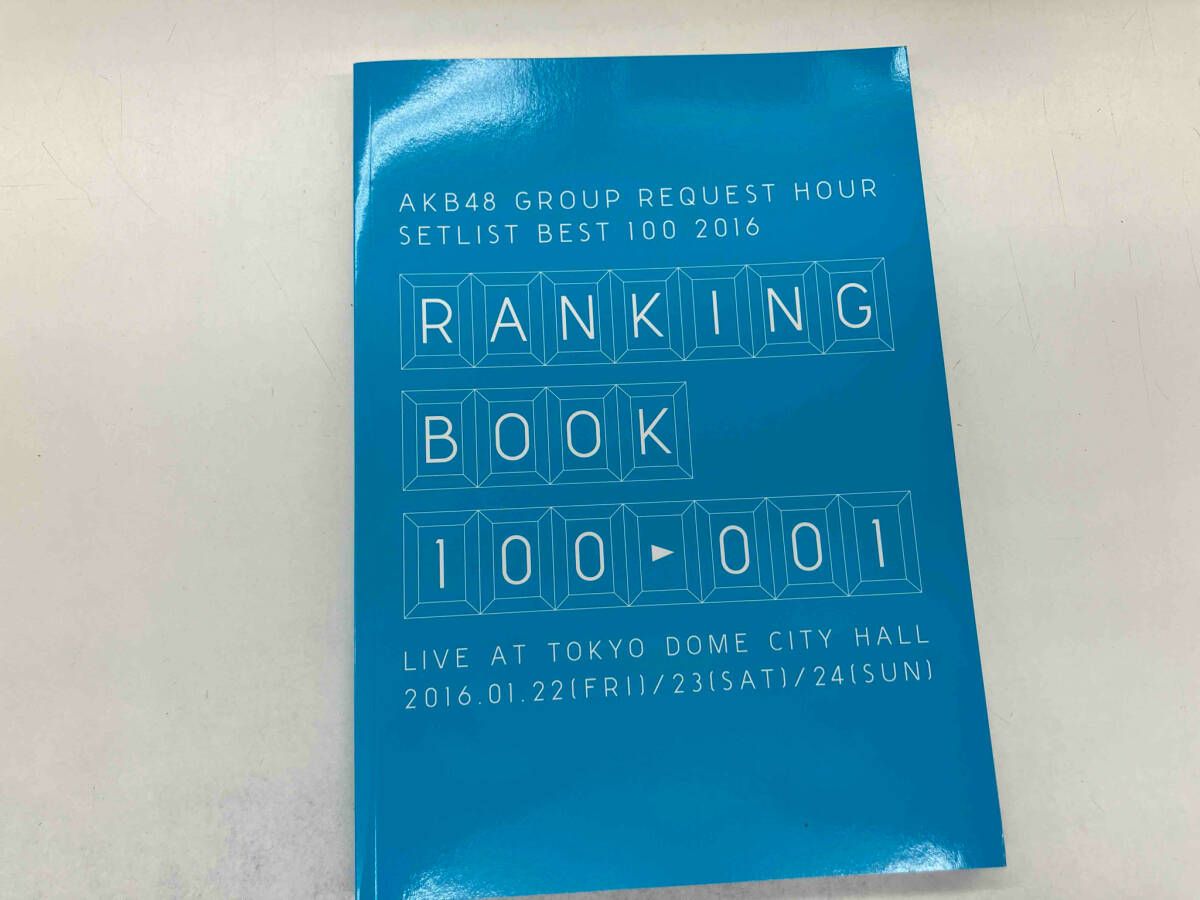 AKB48 GROUP REQUEST HOUR
SETLIST BEST 100 2016
RANKING
BOOK
100▶001
LIVE AT TOKYO DOME CITY HALL
2016.01.22(FRI)/23(SAT)/24(SUN)